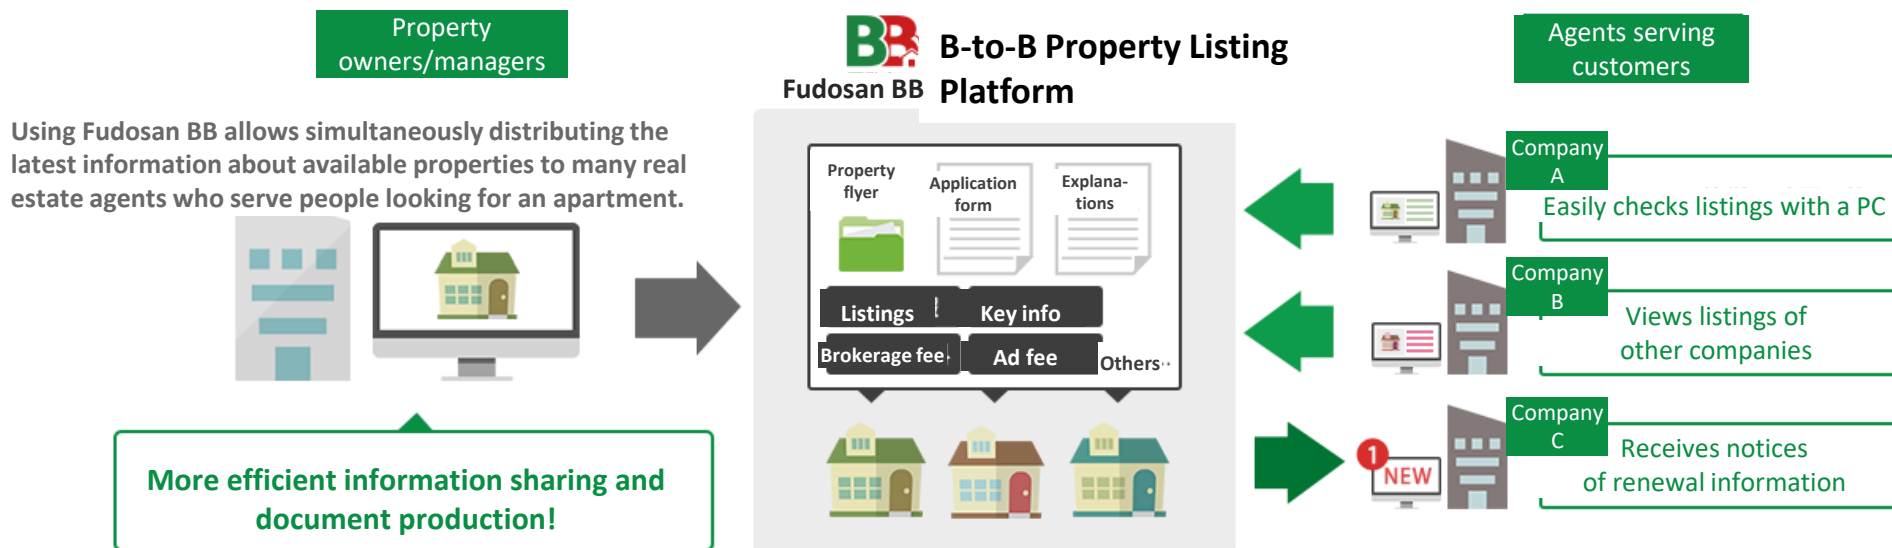 Property
owners/managers
Using Fudosan BB allows simultaneously distributing the
latest information about available properties to many real
estate agents who serve people looking for an apartment.
More efficient information sharing and
document production!
BB
Fudosan BB
B-to-B Property Listing
Platform
Property
flyer
Application
form
Explana-
tions
Listings
Key info
Brokerage fee
Ad fee
Others
Agents serving
customers
Company
A
Easily checks listings with a PC
Company
B
Views listings of
other companies
Company
C
1
NEW
Receives notices
of renewal information